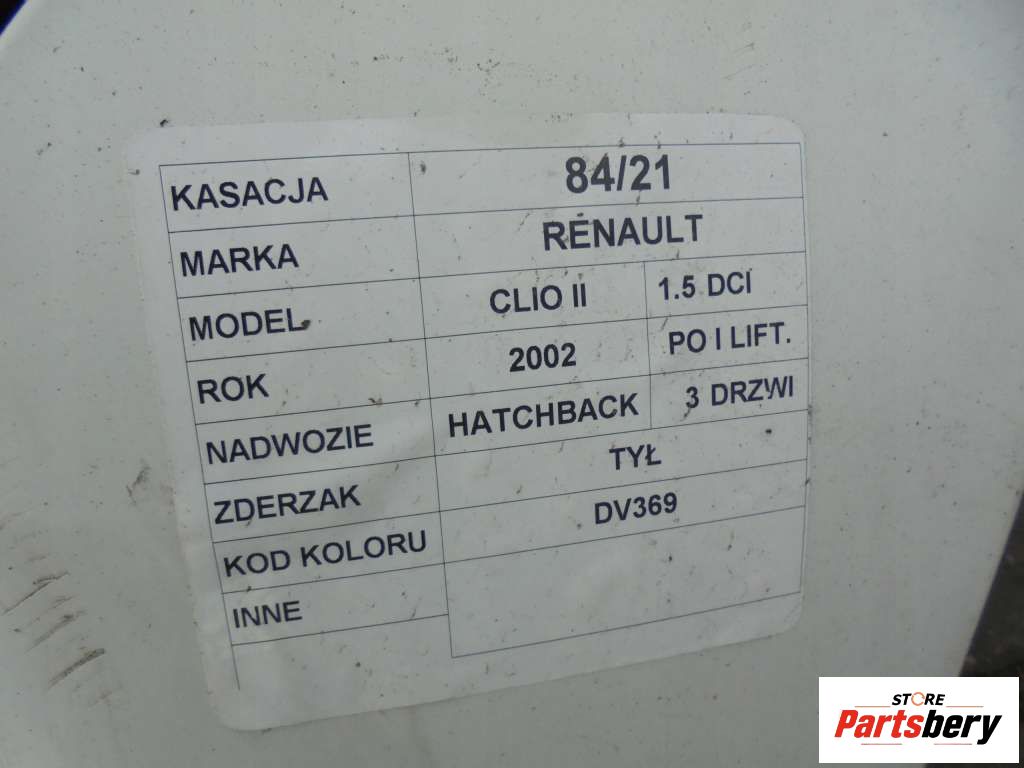 KASACJA 84/21
MARKA RENAULT
MODEL CLIO II 1.5 DCI
ROK 2002 PO I LIFT.
NADWOZIE HATCHBACK 3 DRZWI
ZDERZAK TYŁ
KOD KOLORU DV369
INNE
STORE
Partsbery